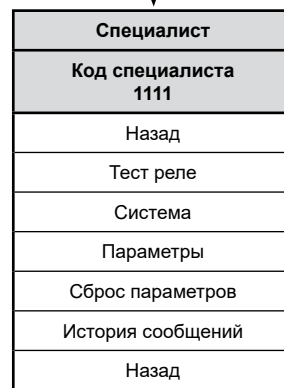 Специалист
Код специалиста
1111
Назад
Тест реле
Система
Параметры
Сброс параметров
История сообщений
Назад